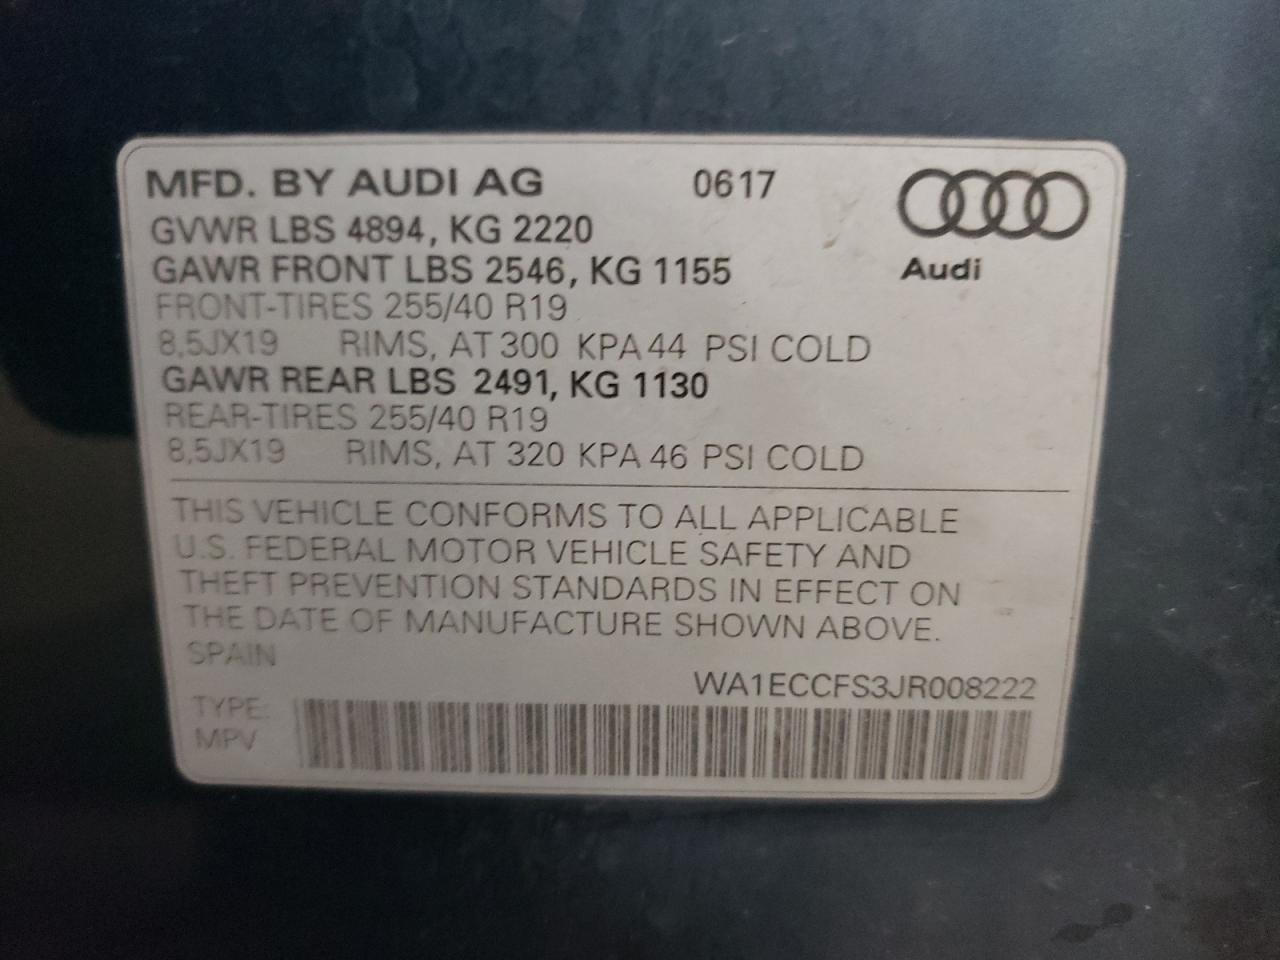 MFD. BY AUDI AG 0617
GVWR LBS 4894, KG 2220
GAWR FRONT LBS 2546, KG 1155
Audi
FRONT-TIRES 255/40 R19
8,5JX19 RIMS, AT 300 KPA 44 PSI COLD
GAWR REAR LBS 2491, KG 1130
REAR-TIRES 255/40 R19
8,5JX19 RIMS, AT 320 KPA 46 PSI COLD
THIS VEHICLE CONFORMS TO ALL APPLICABLE
U.S. FEDERAL MOTOR VEHICLE SAFETY AND
THEFT PREVENTION STANDARDS IN EFFECT ON
THE DATE OF MANUFACTURE SHOWN ABOVE.
SPAIN
WA1ECCFS3JR008222
TYPE:
MPV